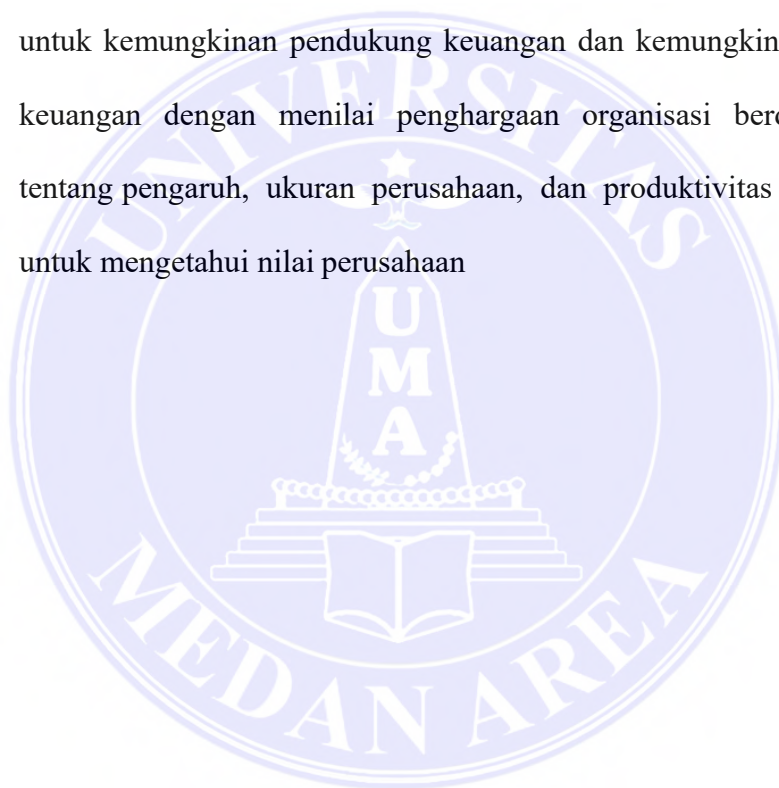 untuk kemungkinan pendukung keuangan dan kemungkin
keuangan dengan menilai penghargaan organisasi berd
tentang pengaruh, ukuran perusahaan, dan produktivitas
untuk mengetahui nilai perusahaan
UNIVERSITAS
U
M
A
MEDAN AREA